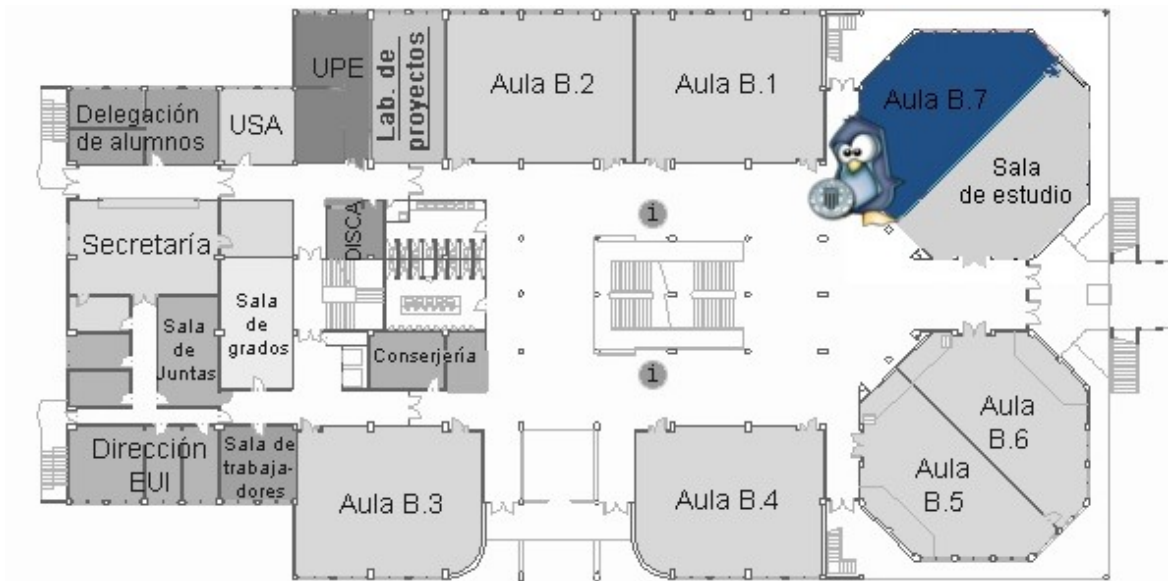 UPE
Lab. de
proyectos
Aula B.2
Aula B.1
Aula B.7
Delegación
de alumnos
USA
Sala
de estudio
DISCA
i
Secretaría
Sala
de
grados
Sala
de
Juntas
Conserjería
i
Aula
B.6
Dirección
EUI
Sala de
trabaja-
dores
Aula B.3
Aula B.4
Aula
B.5